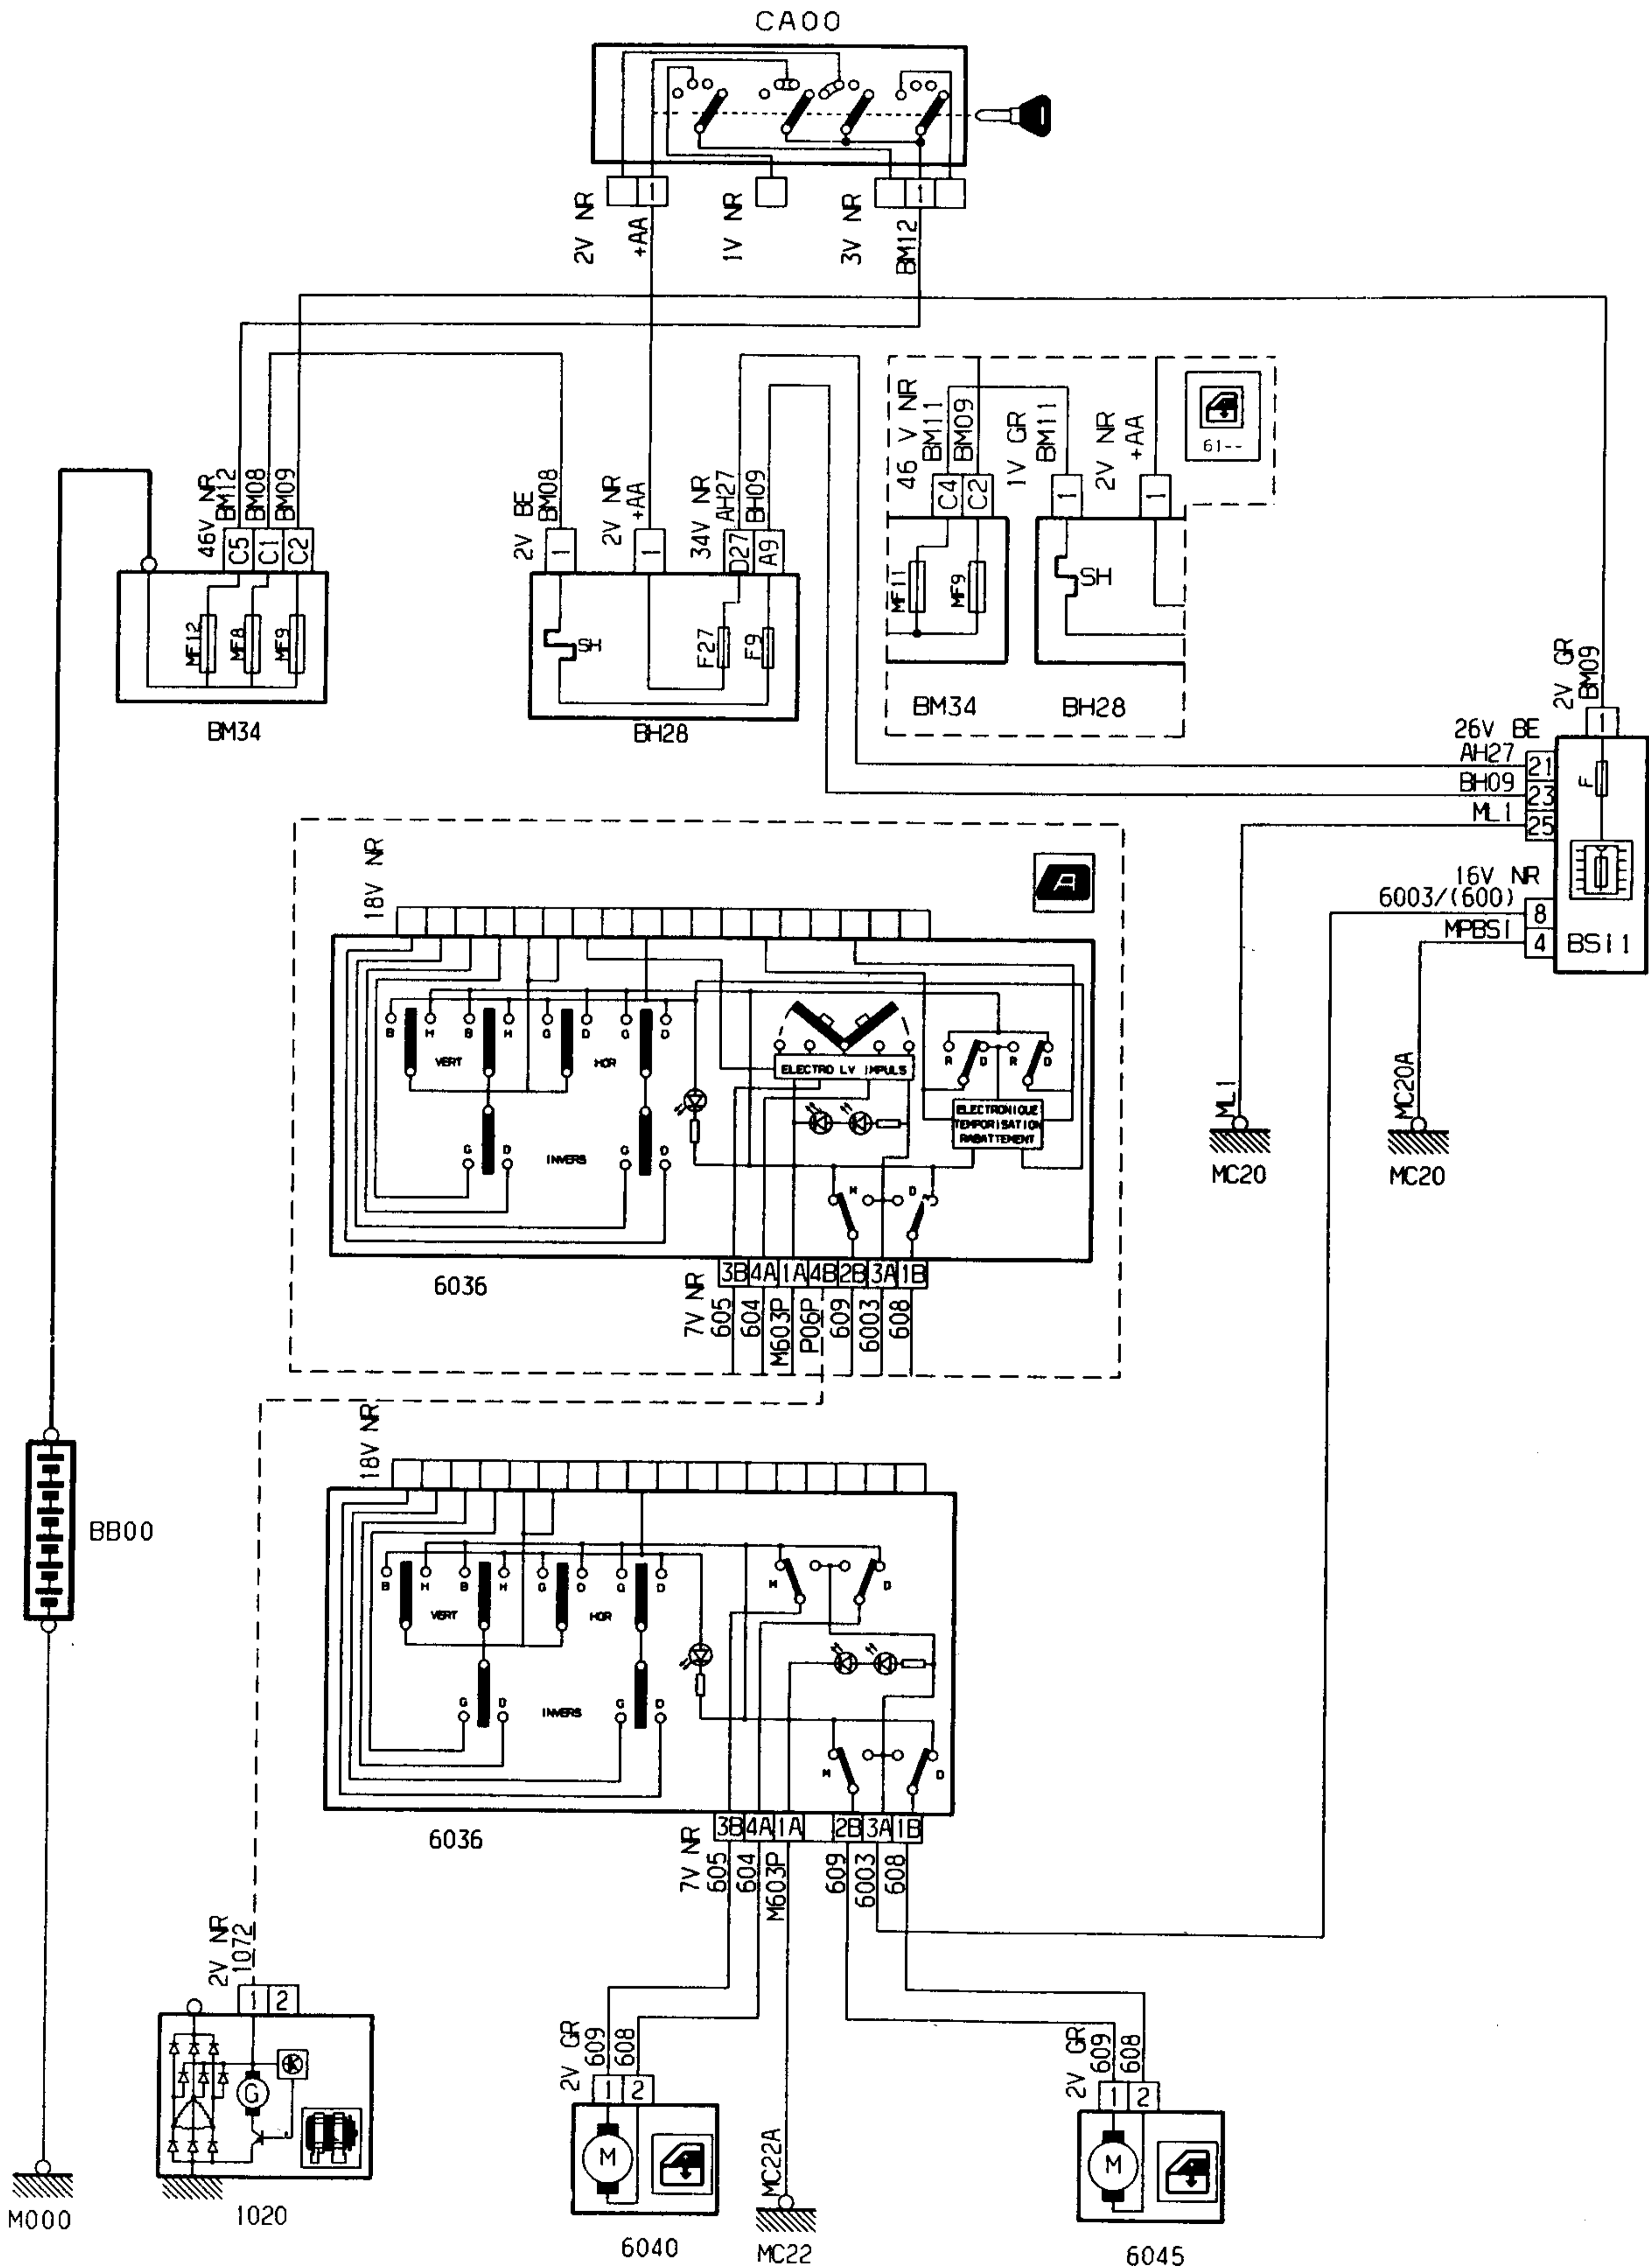 CA00
2V NR
1
+AA
1V NR
3V NR
1
BM12
46V NR
BM12
BM08
BM09
C5
C1
C2
MF12
MF8
MF9
BM34
2V BE
BM08
1
2V NR
+AA
1
34V NR
AH27
BH09
D27
A9
SH
F27
F9
BH28
46 V NR
BM11
BM09
C4
C2
MF11
MF9
BM34
1V GR
BM11
1
2V NR
+AA
1
SH
BH28
61--
2V GR
BM09
1
F
26V BE
AH27
21
BH09
23
ML1
25
16V NR
6003/(600)
8
MPBSI
4
BSI1
ML1
MC20
MC20A
MC20
18V NR
A
B H B H G D G D
VERT
HOR
G D
INVERS
G D
ELECTRO LV IMPULS
R D R D
ELECTRONIQUE
TEMPORISATION
RABATTEMENT
M D
6036
7V NR
3B 4A 1A 4B 2B 3A 1B
605
604
M603P
P06P
609
6003
608
BB00
18V NR
B H B H G D G D
VERT
HOR
G D
INVERS
G D
M D
M D
6036
7V NR
3B 4A 1A 2B 3A 1B
605
604
M603P
609
6003
608
M000
2V NR
1072
1 2
G
1020
2V GR
609
608
1 2
M
6040
MC22A
MC22
2V GR
609
608
1 2
M
6045